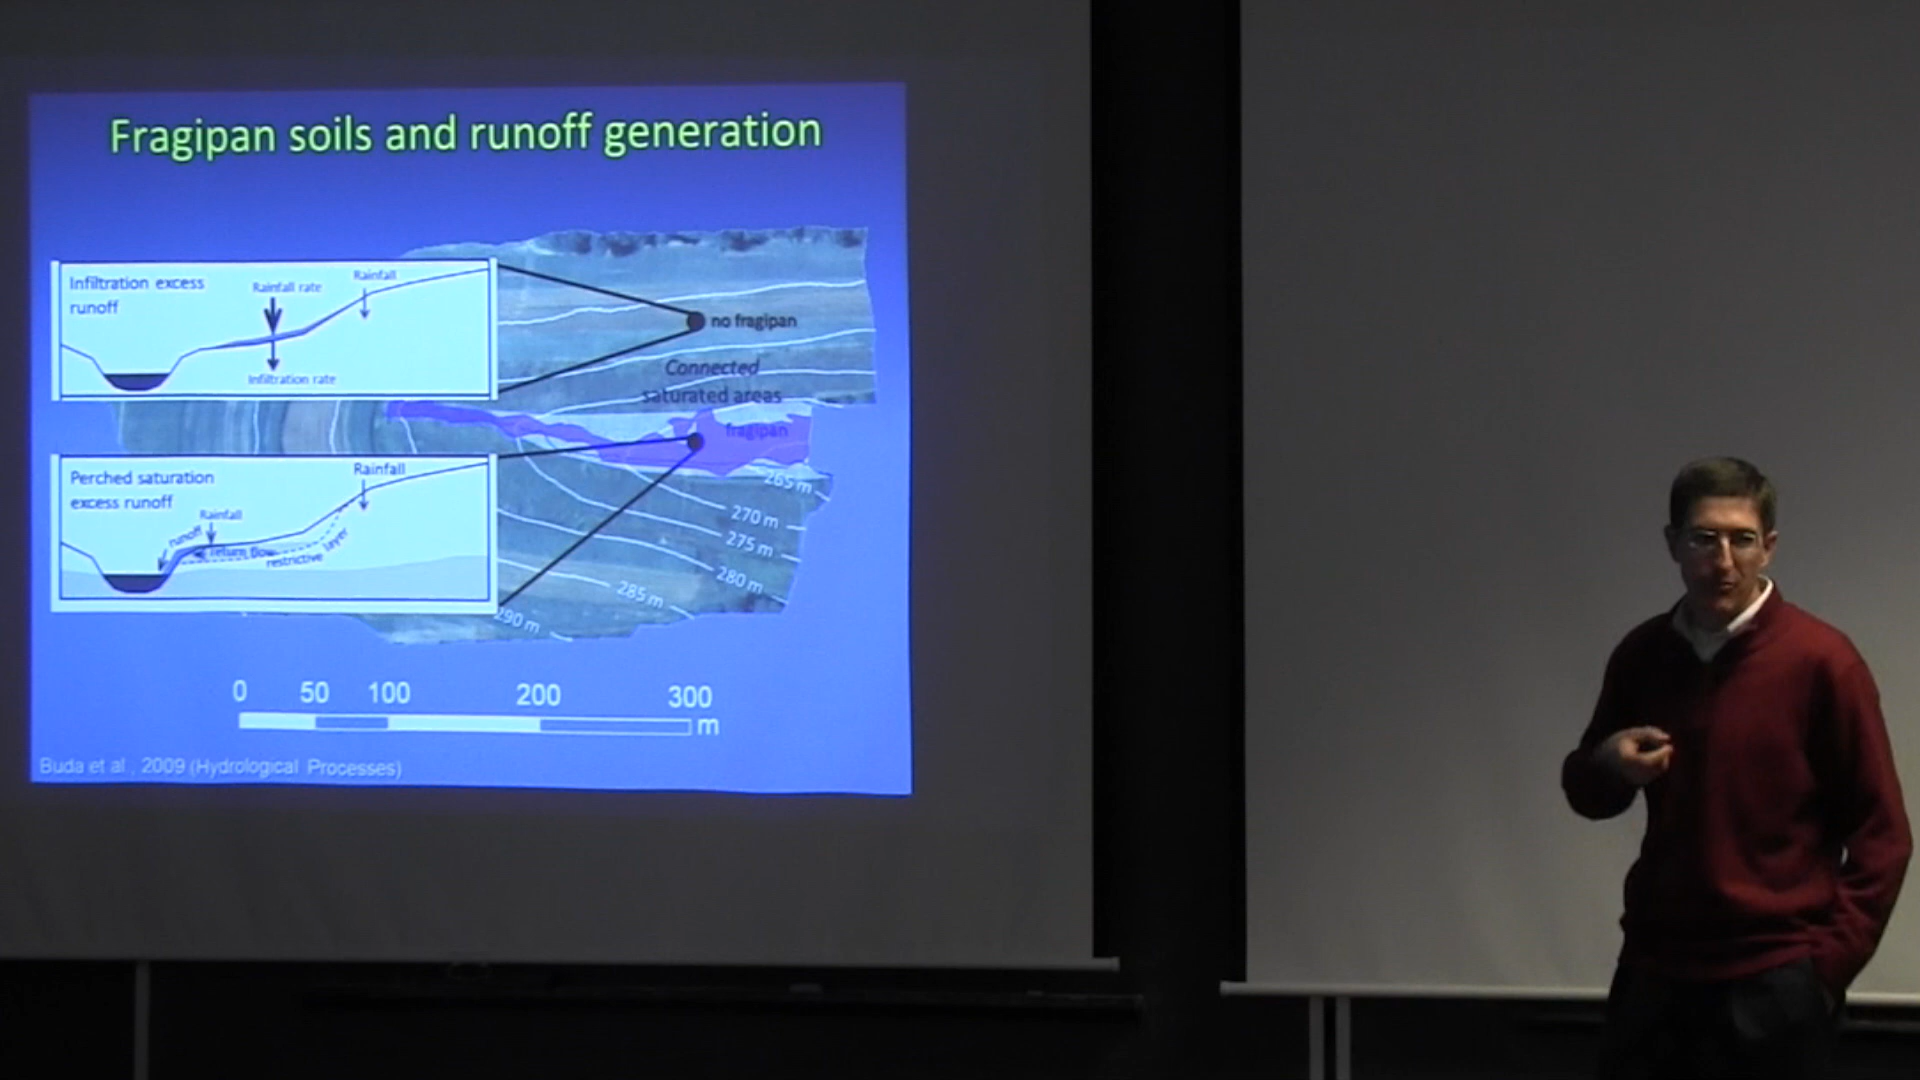 Fragipan soils and runoff generation
Infiltration excess
runoff
Rainfall rate
Rainfall
Infiltration rate
no fragipan
Connected
saturated areas
fragipan
Perched saturation
excess runoff
Rainfall
Rainfall
runoff
return flow
restrictive layer
265 m
270 m
275 m
280 m
285 m
290 m
0 50 100 200 300
m
Buda et al., 2009 (Hydrological Processes)